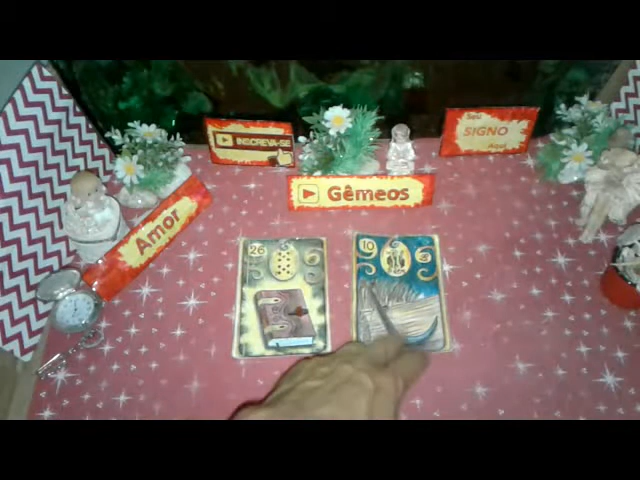 INSCREVA-SE
Seu
SIGNO
Aqui
Gêmeos
Amor
26
10